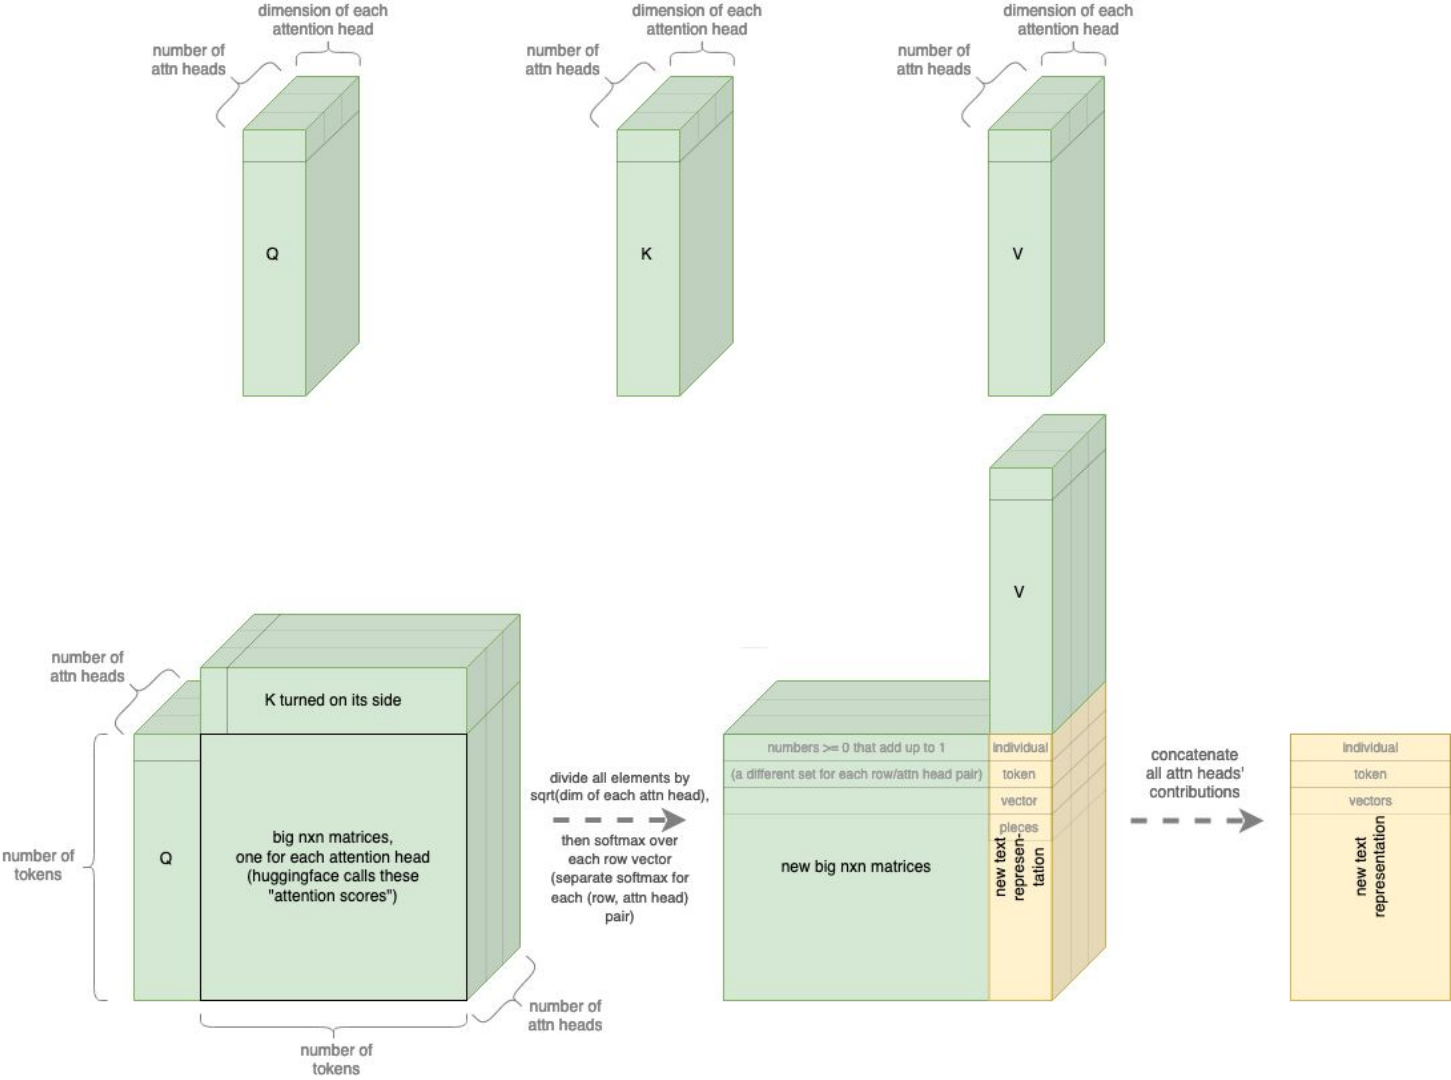 dimension of each
attention head
number of
attn heads
Q
dimension of each
attention head
number of
attn heads
K
dimension of each
attention head
number of
attn heads
V
number of
attn heads
K turned on its side
number of
tokens
Q
big nxn matrices,
one for each attention head
(huggingface calls these
"attention scores")
number of
attn heads
number of
tokens
divide all elements by
sqrt(dim of each attn head),
then softmax over
each row vector
(separate softmax for
each (row, attn head)
pair)
V
numbers >= 0 that add up to 1
(a different set for each row/attn head pair)
new big nxn matrices
individual
token
vector
pieces
new text
represen-
tation
concatenate
all attn heads'
contributions
individual
token
vectors
new text
representation